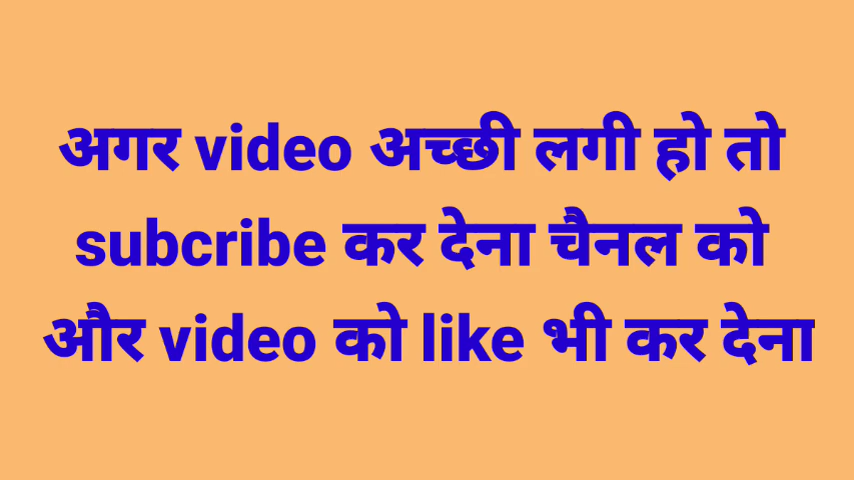 अगर video अच्छी लगी हो तो
subcribe कर देना चैनल को
और video को like भी कर देना